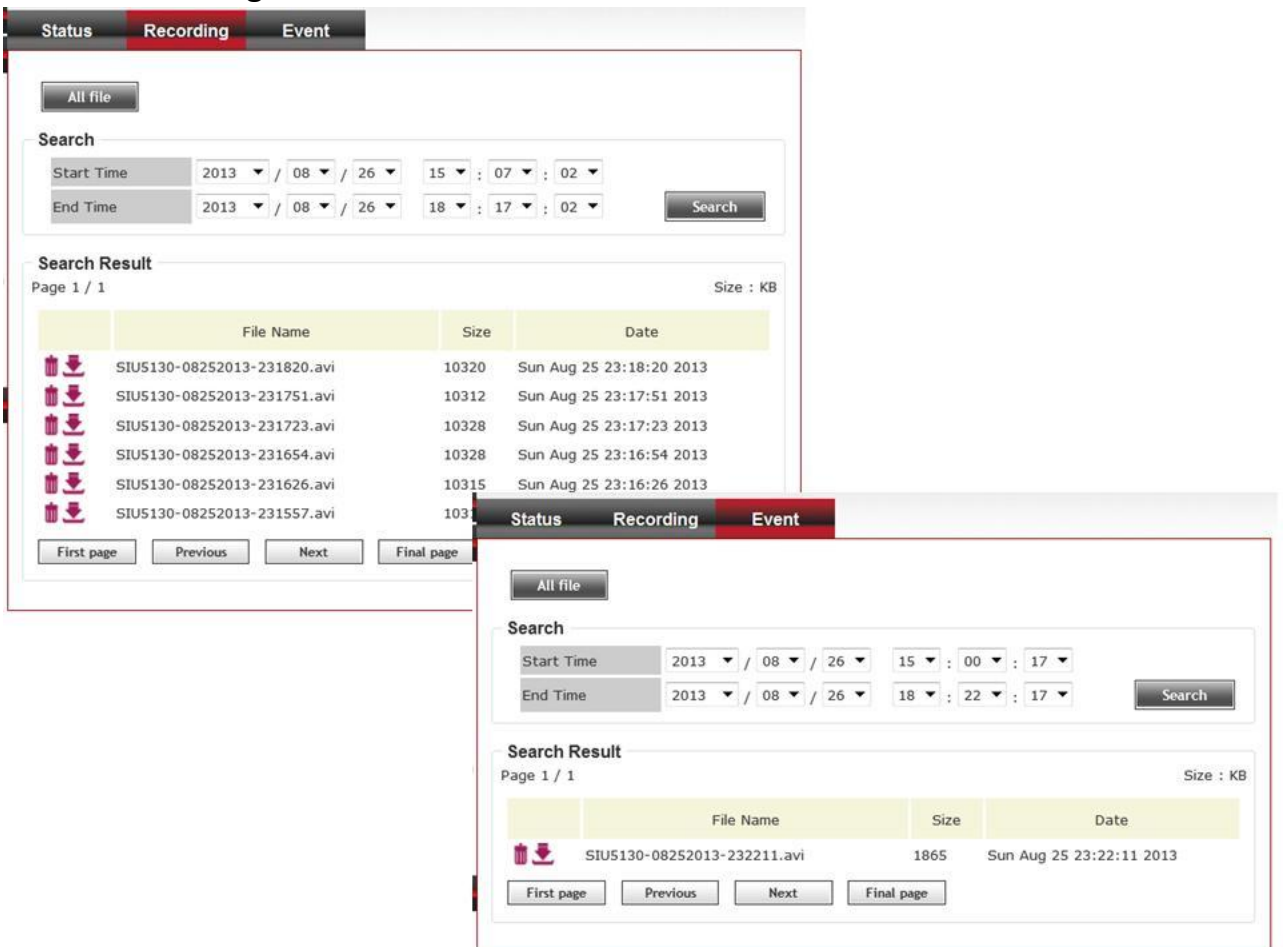 Status Recording Event
All file
Search
Start Time 2013 / 08 / 26 15 : 07 : 02
End Time 2013 / 08 / 26 18 : 17 : 02 Search
Search Result
Page 1 / 1 Size : KB
File Name Size Date
SIU5130-08252013-231820.avi 10320 Sun Aug 25 23:18:20 2013
SIU5130-08252013-231751.avi 10312 Sun Aug 25 23:17:51 2013
SIU5130-08252013-231723.avi 10328 Sun Aug 25 23:17:23 2013
SIU5130-08252013-231654.avi 10328 Sun Aug 25 23:16:54 2013
SIU5130-08252013-231626.avi 10315 Sun Aug 25 23:16:26 2013
SIU5130-08252013-231557.avi
First page Previous Next Final page
Status Recording Event
All file
Search
Start Time 2013 / 08 / 26 15 : 00 : 17
End Time 2013 / 08 / 26 18 : 22 : 17 Search
Search Result
Page 1 / 1 Size : KB
File Name Size Date
SIU5130-08252013-232211.avi 1865 Sun Aug 25 23:22:11 2013
First page Previous Next Final page